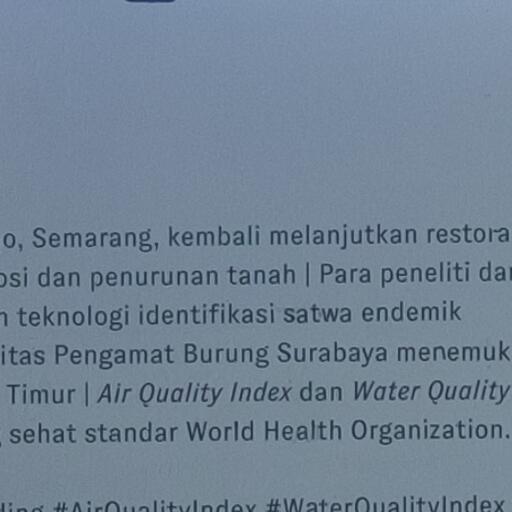 o, Semarang, kembali melanjutkan restora
osi dan penurunan tanah | Para peneliti dar
n teknologi identifikasi satwa endemik
itas Pengamat Burung Surabaya menemuk
Timur | Air Quality Index dan Water Quality
, sehat standar World Health Organization.
ding #AirQualityIndex #WaterQualityIndex